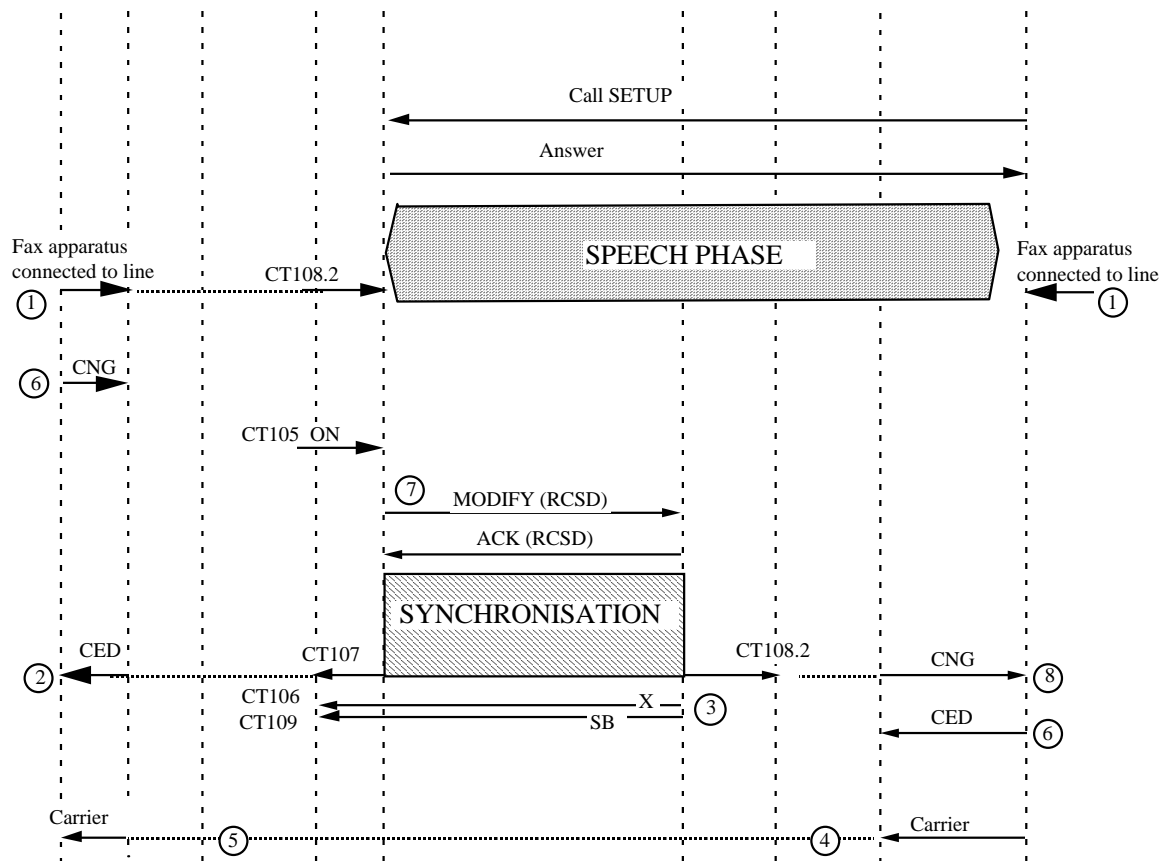 Call SETUP
Answer
SPEECH PHASE
Fax apparatus
connected to line
1
CT108.2
Fax apparatus
connected to line
1
6
CNG
CT105 ON
7
MODIFY (RCSD)
ACK (RCSD)
SYNCHRONISATION
2
CED
CT107
CT108.2
CNG
8
CT106
X
3
CT109
SB
CED
6
Carrier
5
4
Carrier